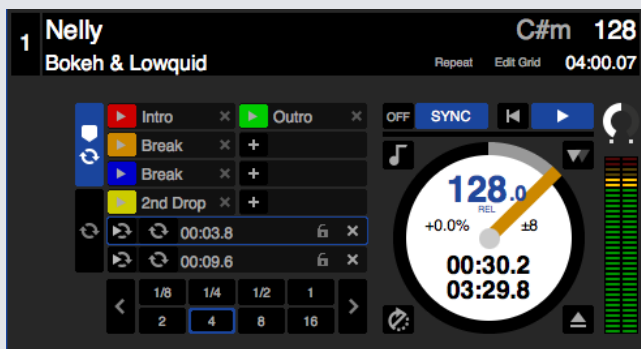 1
Nelly
C#m 128
Bokeh & Lowquid
Repeat Edit Grid 04:00.07
Intro
Outro
OFF SYNC
Break
Break
2nd Drop
00:03.8
00:09.6
1/8 1/4 1/2 1
2 4 8 16
128.0
REL
+0.0% ±8
00:30.2
03:29.8